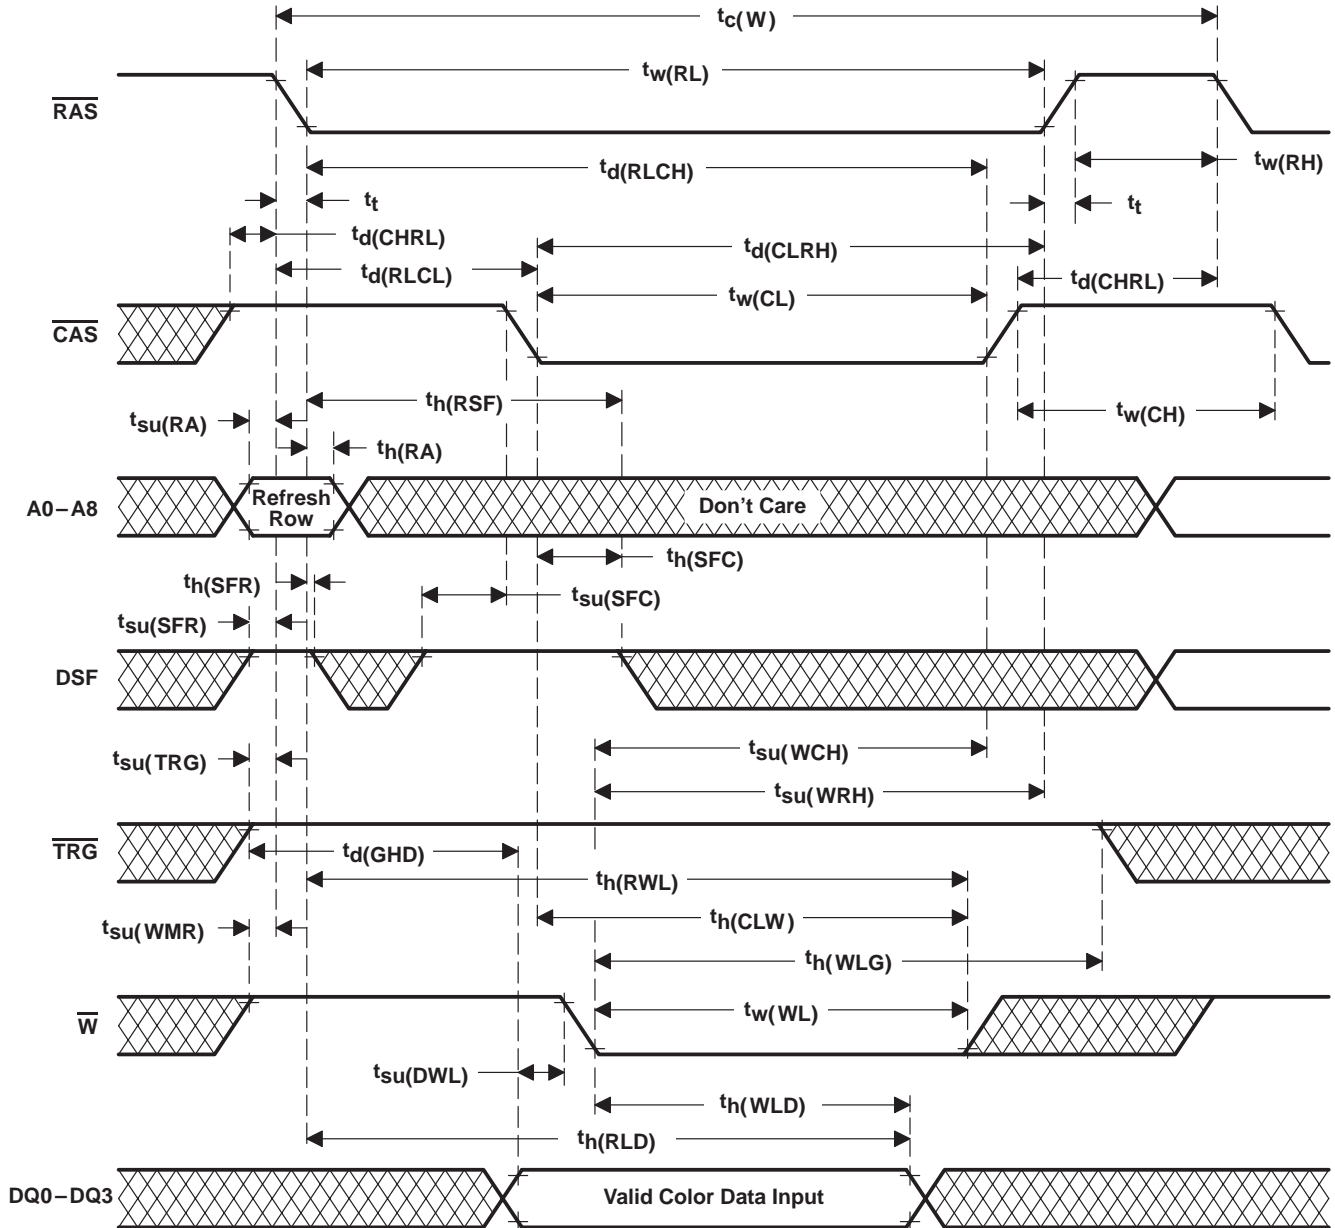 tc(W)
tw(RL)
RAS
td(RLCH)
tw(RH)
tt
tt
td(CHRL)
td(CLRH)
td(RLCL)
td(CHRL)
tw(CL)
CAS
th(RSF)
tsu(RA)
tw(CH)
th(RA)
A0–A8
Refresh
Row
Don't Care
th(SFC)
th(SFR)
tsu(SFC)
tsu(SFR)
DSF
tsu(WCH)
tsu(TRG)
tsu(WRH)
TRG
td(GHD)
th(RWL)
th(CLW)
tsu(WMR)
th(WLG)
W
tw(WL)
tsu(DWL)
th(WLD)
th(RLD)
DQ0–DQ3
Valid Color Data Input